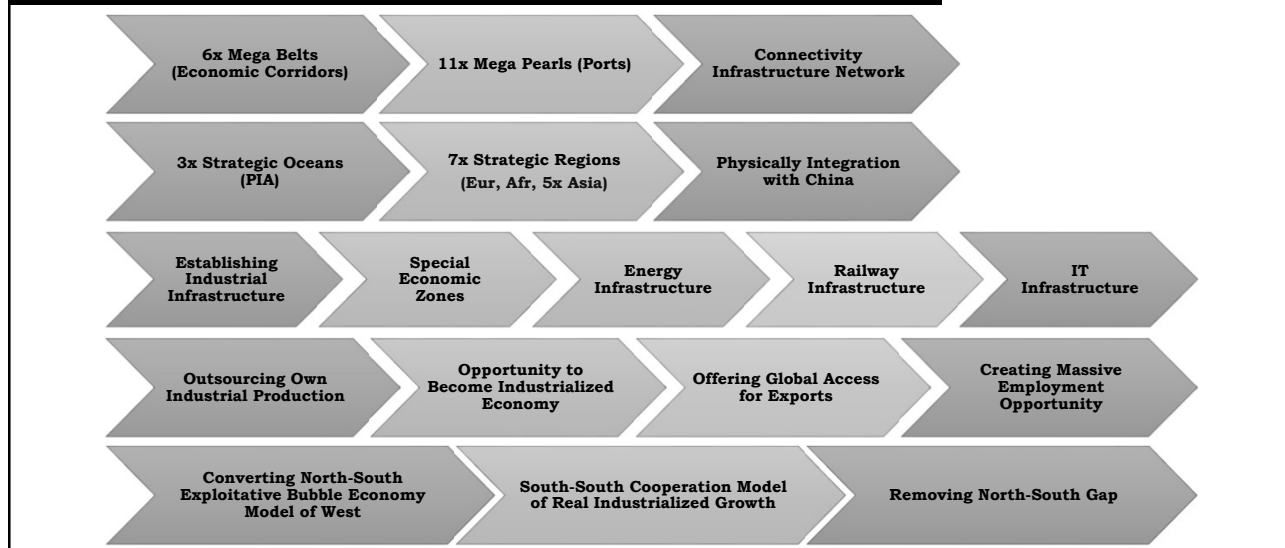 6x Mega Belts
(Economic Corridors)
11x Mega Pearls (Ports)
Connectivity
Infrastructure Network
3x Strategic Oceans
(PIA)
7x Strategic Regions
(Eur, Afr, 5x Asia)
Physically Integration
with China
Establishing
Industrial
Infrastructure
Special
Economic
Zones
Energy
Infrastructure
Railway
Infrastructure
IT
Infrastructure
Outsourcing Own
Industrial Production
Opportunity to
Become Industrialized
Economy
Offering Global Access
for Exports
Creating Massive
Employment
Opportunity
Converting North-South
Exploitative Bubble Economy
Model of West
South-South Cooperation Model
of Real Industrialized Growth
Removing North-South Gap